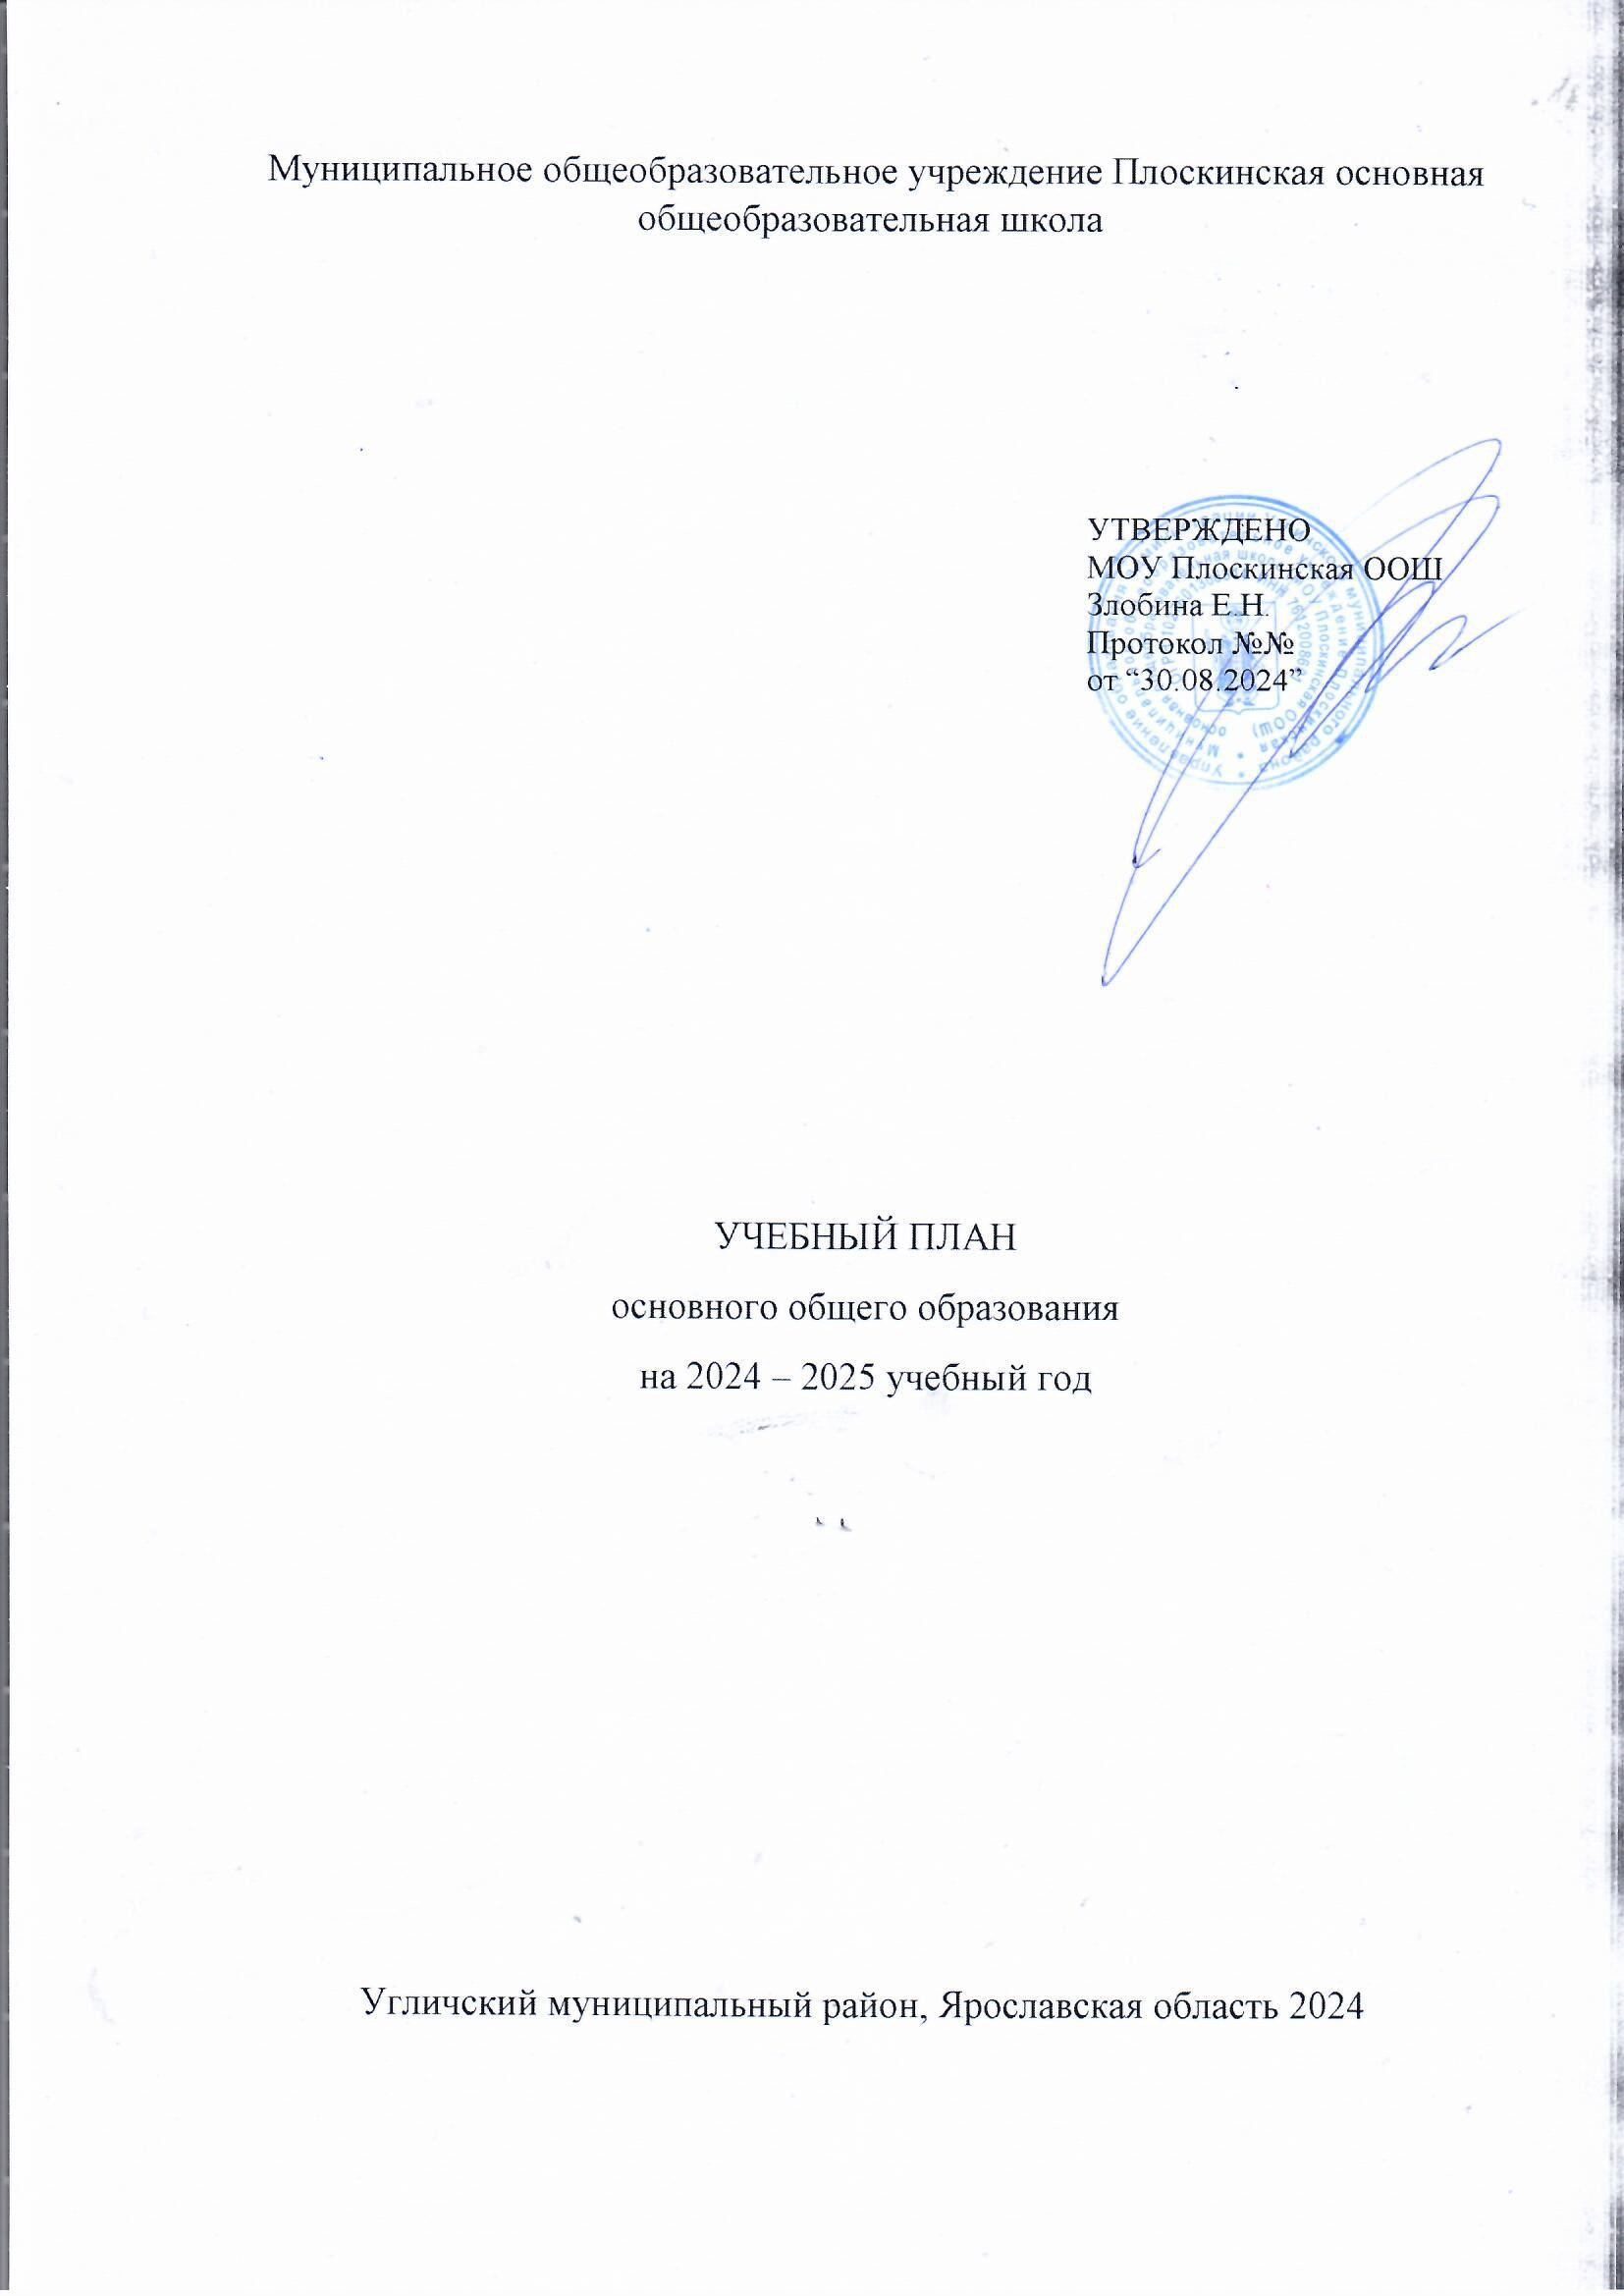 Муниципальное общеобразовательное учреждение Плоскинская основная
общеобразовательная школа
УТВЕРЖДЕНО
МОУ Плоскинская ООШ
Злобина Е.Н.
Протокол №№
от “30.08.2024”
УЧЕБНЫЙ ПЛАН
основного общего образования
на 2024 – 2025 учебный год
Угличский муниципальный район, Ярославская область 2024